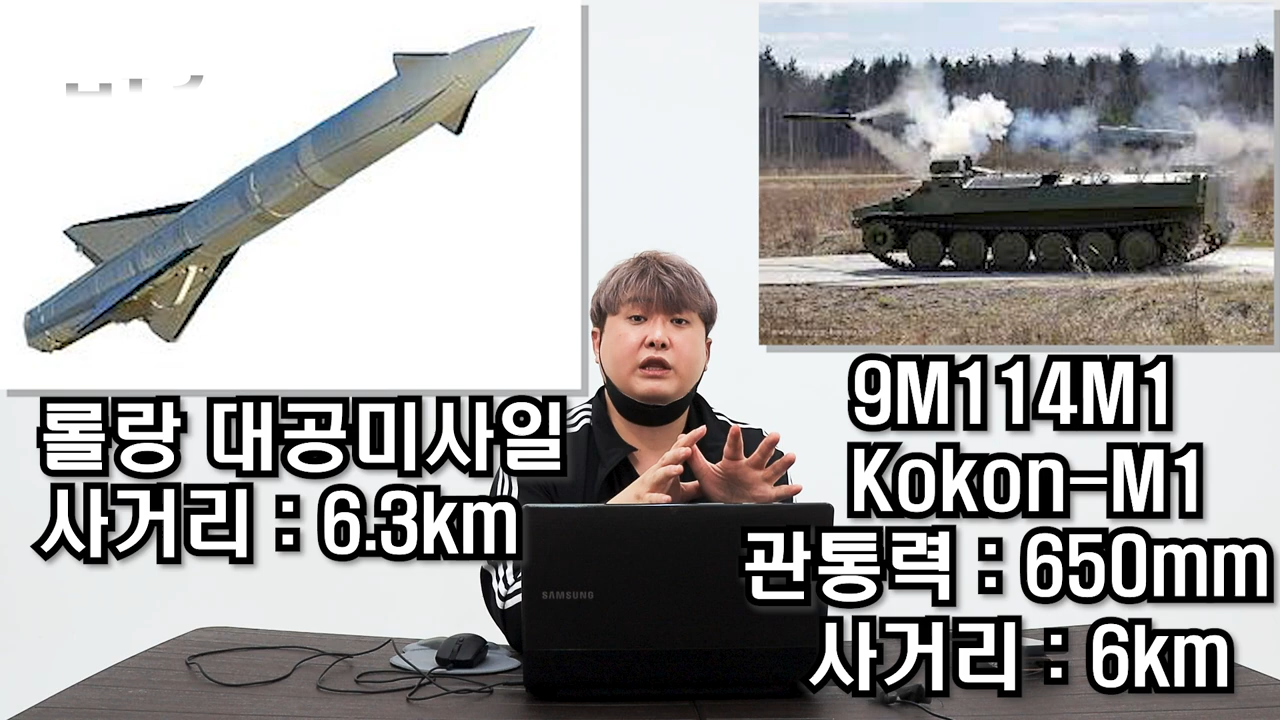 롤랑 대공미사일
사거리 : 6.3km
9M114M1
Kokon-M1
관통력 : 650mm
사거리 : 6km
SAMSUNG